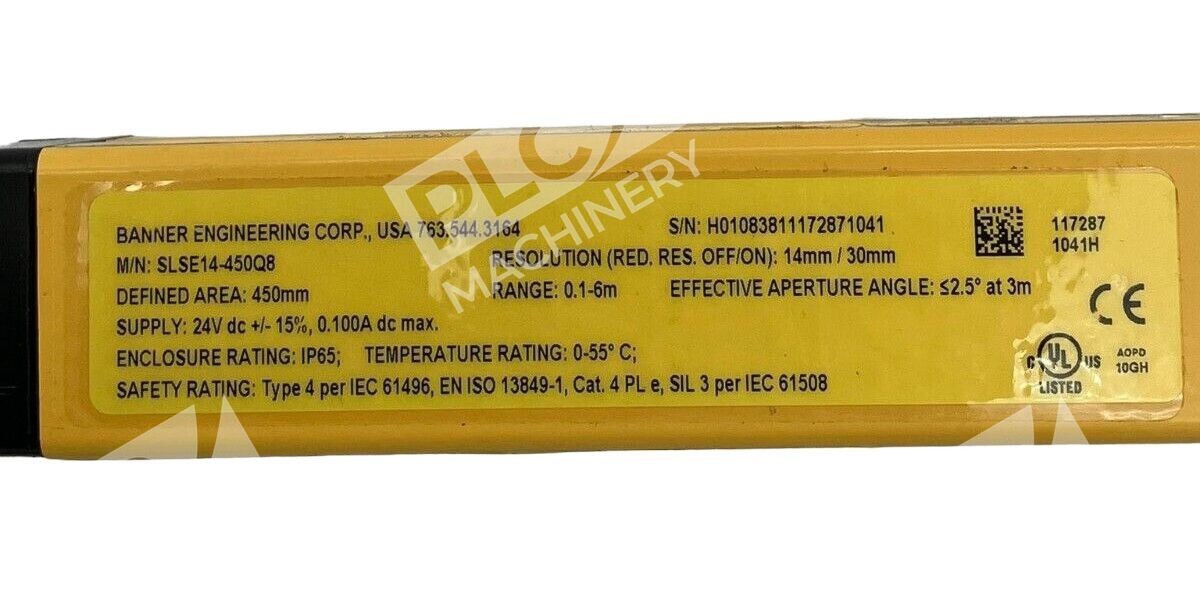 PLC MACHINERY
BANNER ENGINEERING CORP., USA 763.544.3164 S/N: H01083811172871041
117287
1041H
M/N: SLSE14-450Q8 RESOLUTION (RED. RES. OFF/ON): 14mm / 30mm
DEFINED AREA: 450mm RANGE: 0.1-6m EFFECTIVE APERTURE ANGLE: ≤2.5° at 3m
SUPPLY: 24V dc +/- 15%, 0.100A dc max.
CE
ENCLOSURE RATING: IP65; TEMPERATURE RATING: 0-55° C;
SAFETY RATING: Type 4 per IEC 61496, EN ISO 13849-1, Cat. 4 PL e, SIL 3 per IEC 61508
C UL US
LISTED
AOPD
10GH